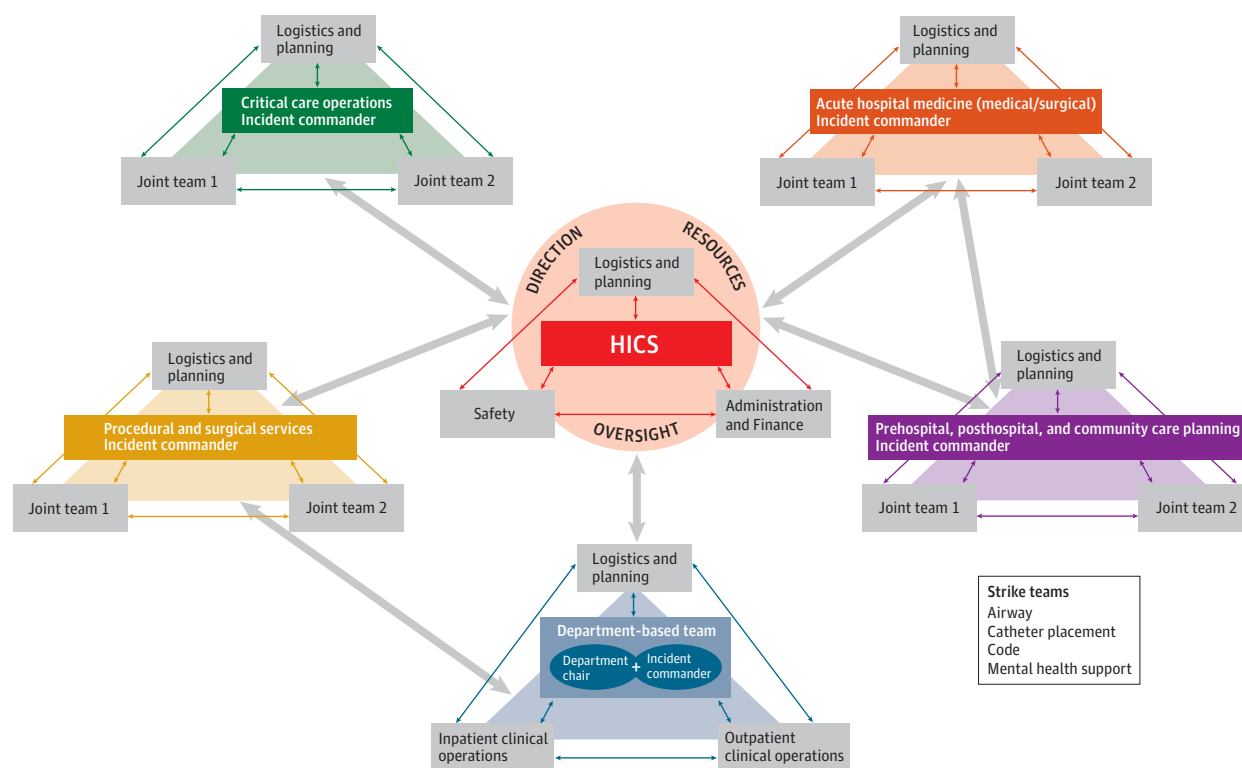 Logistics and
planning
Critical care operations
Incident commander
Joint team 1
Joint team 2
Logistics and
planning
Acute hospital medicine (medical/surgical)
Incident commander
Joint team 1
Joint team 2
DIRECTION
RESOURCES
Logistics and
planning
HICS
Safety
Administration
and Finance
OVERSIGHT
Logistics and
planning
Procedural and surgical services
Incident commander
Joint team 1
Joint team 2
Logistics and
planning
Prehospital, posthospital, and community care planning
Incident commander
Joint team 1
Joint team 2
Logistics and
planning
Department-based team
Department
chair
+
Incident
commander
Inpatient clinical
operations
Outpatient
clinical operations
Strike teams
Airway
Catheter placement
Code
Mental health support